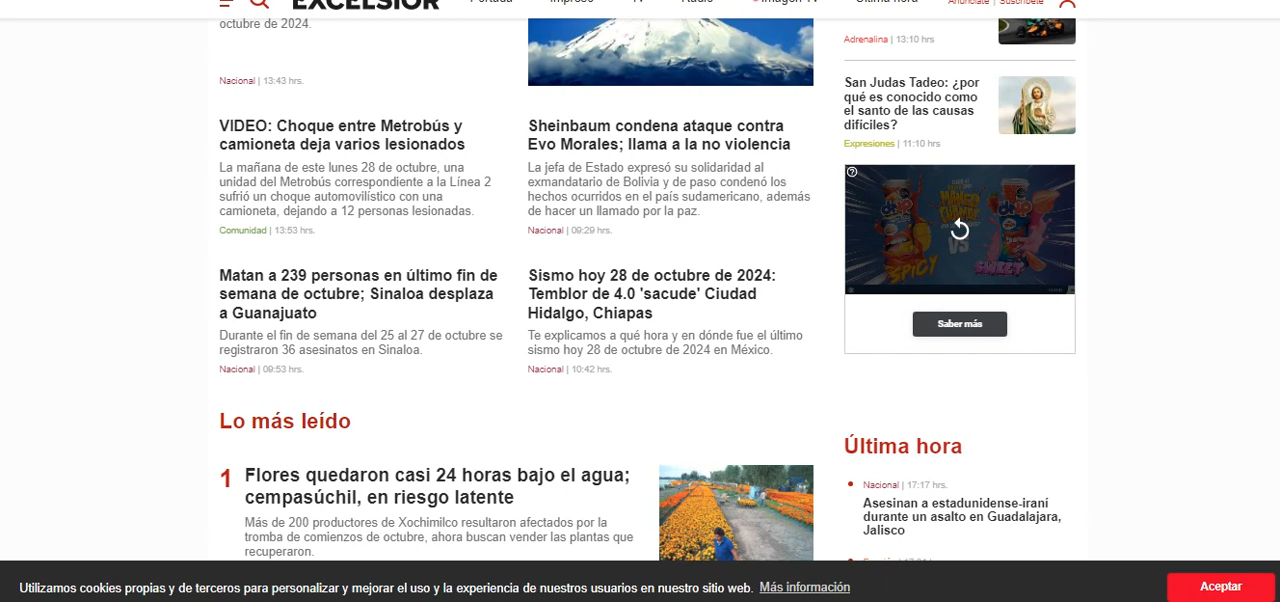 EXCELSIOR
Portada
Impreso
TV
Radio
Imagen TV
Última hora
Anúnciate | Suscríbete
octubre de 2024.
Nacional | 13:43 hrs.
VIDEO: Choque entre Metrobús y
camioneta deja varios lesionados
La mañana de este lunes 28 de octubre, una
unidad del Metrobús correspondiente a la Línea 2
sufrió un choque automovilístico con una
camioneta, dejando a 12 personas lesionadas.
Comunidad | 13:53 hrs.
Sheinbaum condena ataque contra
Evo Morales; llama a la no violencia
La jefa de Estado expresó su solidaridad al
exmandatario de Bolivia y de paso condenó los
hechos ocurridos en el país sudamericano, además
de hacer un llamado por la paz.
Nacional | 09:29 hrs.
Matan a 239 personas en último fin de
semana de octubre; Sinaloa desplaza
a Guanajuato
Durante el fin de semana del 25 al 27 de octubre se
registraron 36 asesinatos en Sinaloa.
Nacional | 09:53 hrs.
Sismo hoy 28 de octubre de 2024:
Temblor de 4.0 'sacude' Ciudad
Hidalgo, Chiapas
Te explicamos a qué hora y en dónde fue el último
sismo hoy 28 de octubre de 2024 en México.
Nacional | 10:42 hrs.
Lo más leído
1
Flores quedaron casi 24 horas bajo el agua;
cempasúchil, en riesgo latente
Más de 200 productores de Xochimilco resultaron afectados por la
tromba de comienzos de octubre, ahora buscan vender las plantas que
recuperaron.
Adrenalina | 13:10 hrs
San Judas Tadeo: ¿por
qué es conocido como
el santo de las causas
difíciles?
Expresiones | 11:10 hrs
VS
SPICY
SWEET
Saber más
Última hora
Nacional | 17:17 hrs.
Asesinan a estadunidense-iraní
durante un asalto en Guadalajara,
Jalisco
Utilizamos cookies propias y de terceros para personalizar y mejorar el uso y la experiencia de nuestros usuarios en nuestro sitio web. Más información
Aceptar